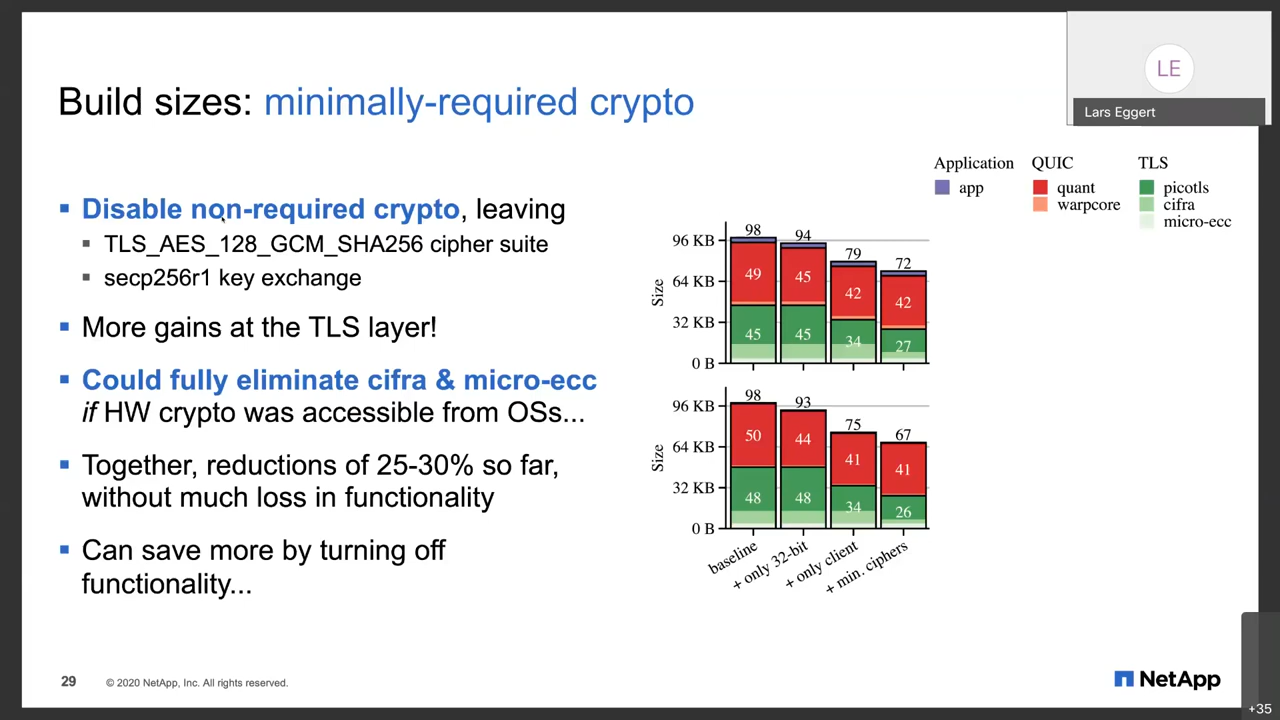 LE
Lars Eggert
Build sizes: minimally-required crypto
▪ Disable non-required crypto, leaving
▪ TLS_AES_128_GCM_SHA256 cipher suite
▪ secp256r1 key exchange
▪ More gains at the TLS layer!
▪ Could fully eliminate cifra & micro-ecc
if HW crypto was accessible from OSs...
▪ Together, reductions of 25-30% so far,
without much loss in functionality
▪ Can save more by turning off
functionality...
Application QUIC TLS
app quant picotls
warpcore cifra
micro-ecc
98 94 79 72
96 KB
64 KB
32 KB
0 B
Size
49 45 42 42
45 45 34 27
98 93 75 67
96 KB
64 KB
32 KB
0 B
Size
50 44 41 41
48 48 34 26
baseline
+ only 32-bit
+ only client
+ min. ciphers
29 © 2020 NetApp, Inc. All rights reserved.
NetApp
+35